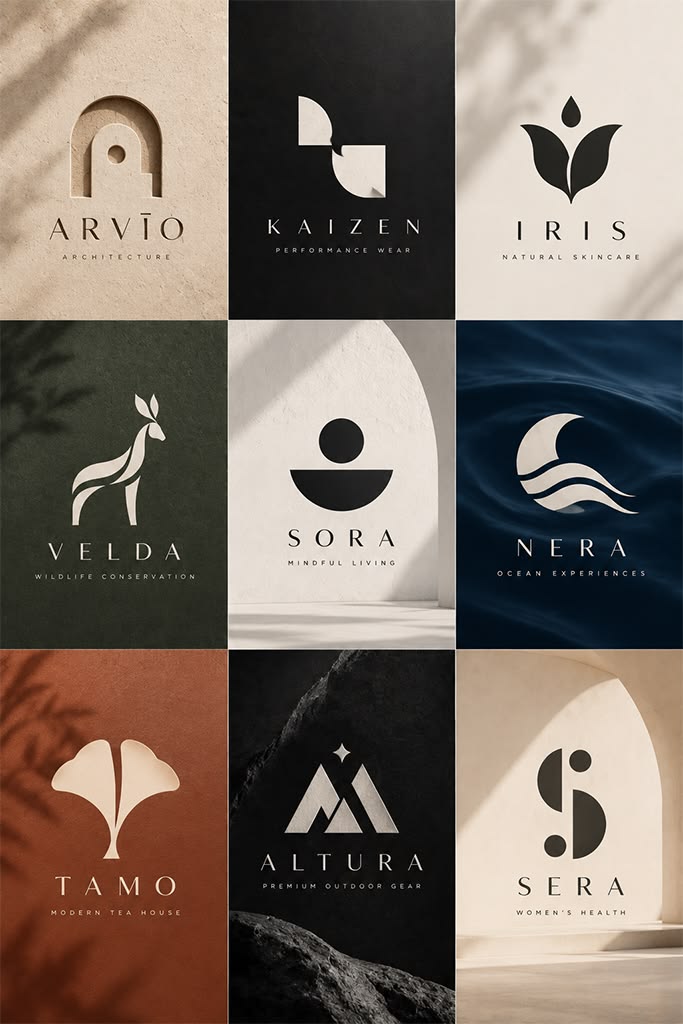 ARVĪO
ARCHITECTURE
KAIZEN
PERFORMANCE WEAR
IRIS
NATURAL SKINCARE
VELDA
WILDLIFE CONSERVATION
SORA
MINDFUL LIVING
NERA
OCEAN EXPERIENCES
TAMO
MODERN TEA HOUSE
ALTURA
PREMIUM OUTDOOR GEAR
SERA
WOMEN'S HEALTH